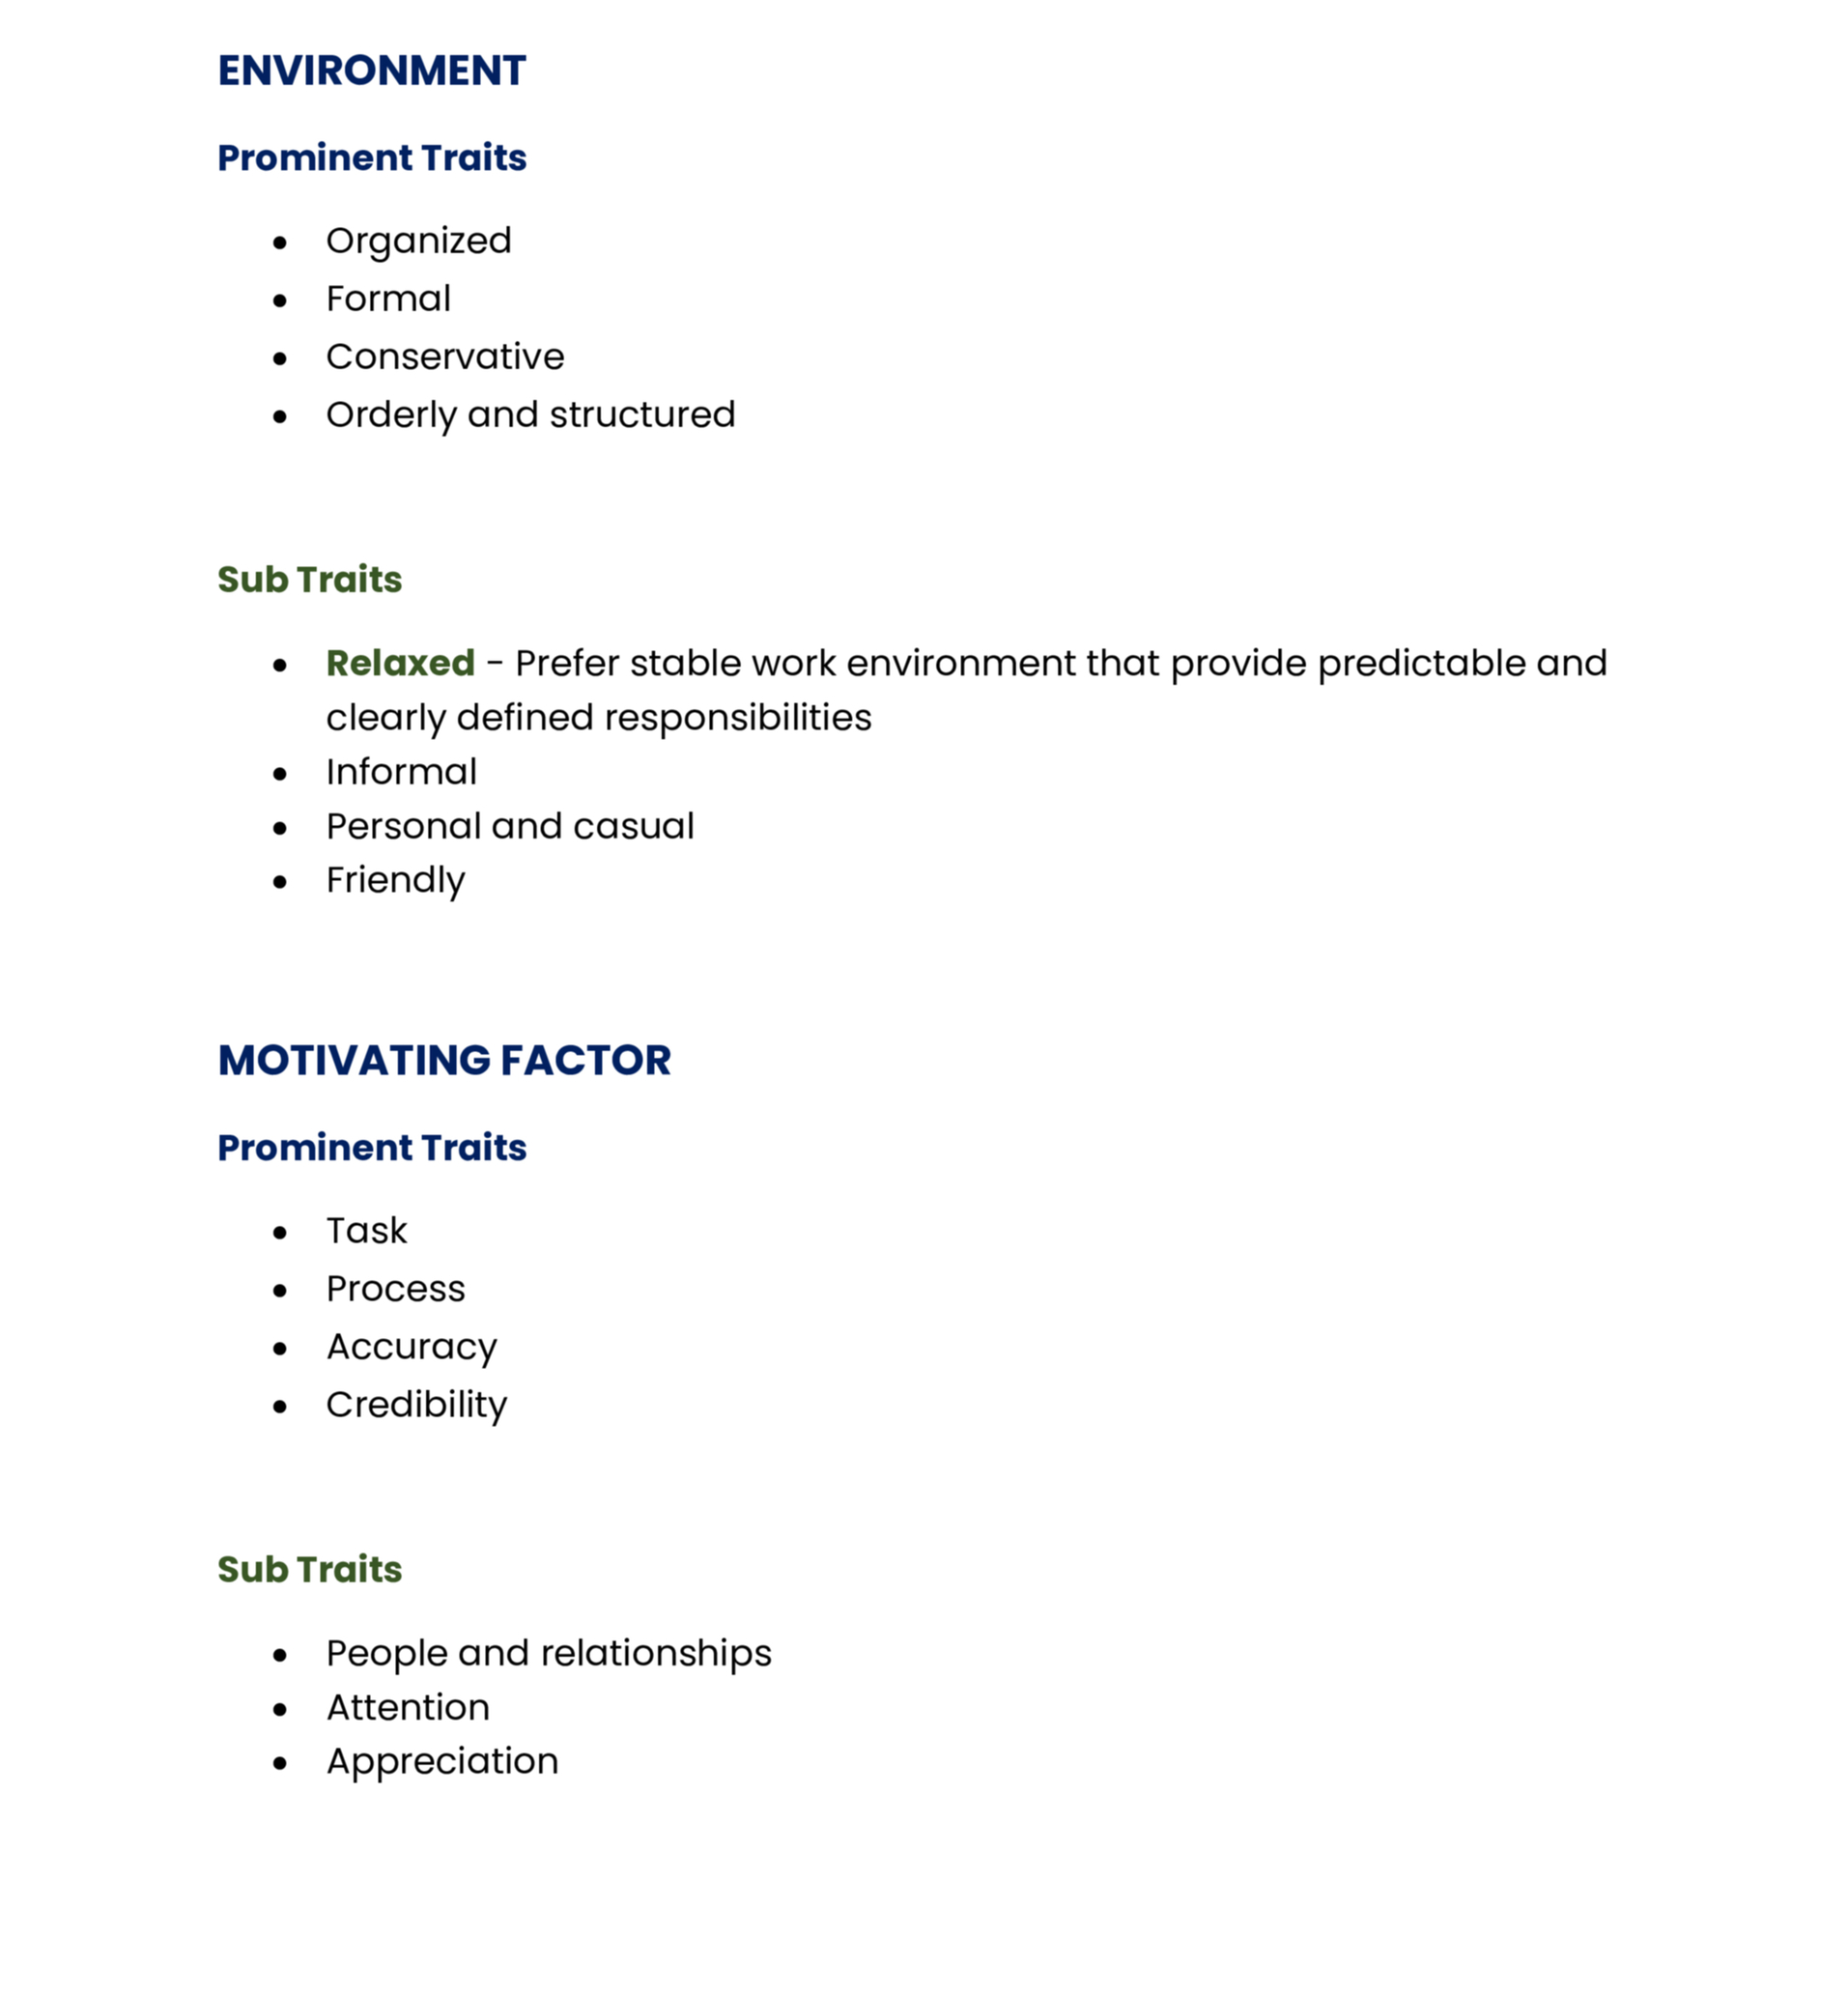 ENVIRONMENT
Prominent Traits
● Organized
● Formal
● Conservative
● Orderly and structured
Sub Traits
● Relaxed - Prefer stable work environment that provide predictable and
clearly defined responsibilities
● Informal
● Personal and casual
● Friendly
MOTIVATING FACTOR
Prominent Traits
● Task
● Process
● Accuracy
● Credibility
Sub Traits
● People and relationships
● Attention
● Appreciation